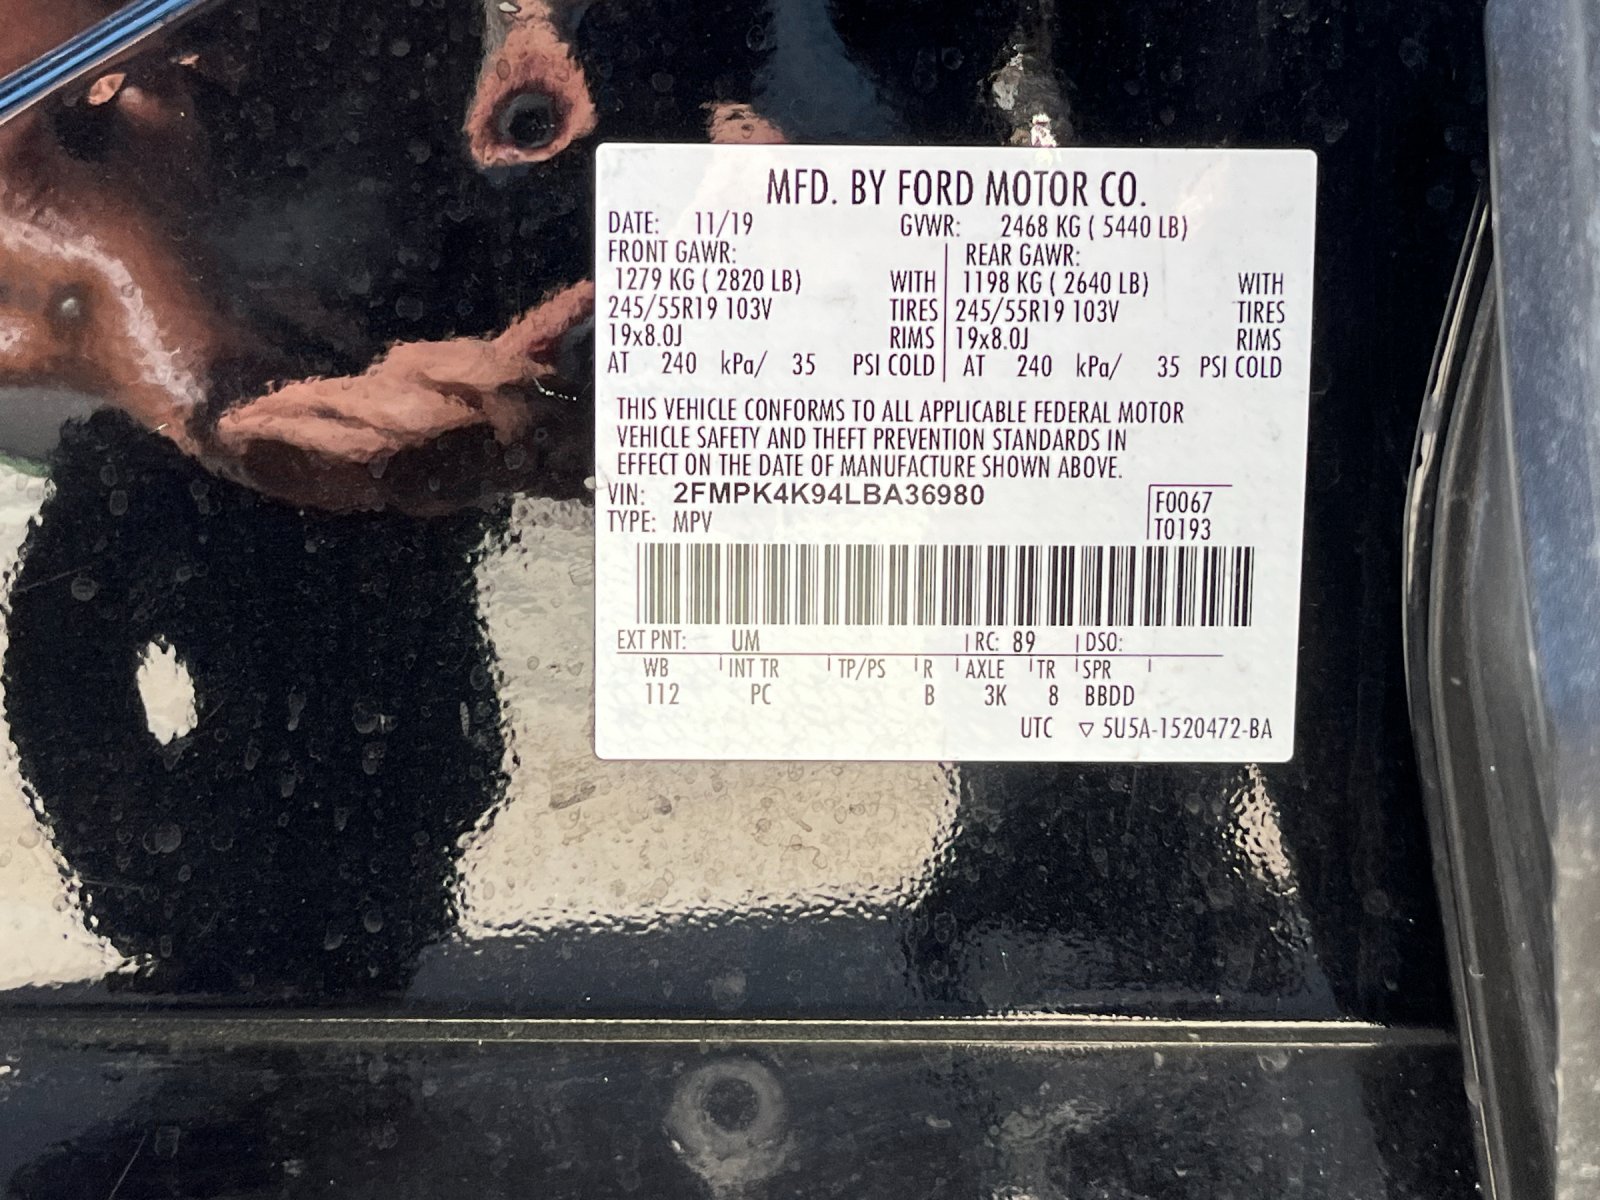 MFD. BY FORD MOTOR CO.
DATE: 11/19 GVWR: 2468 KG ( 5440 LB)
FRONT GAWR: REAR GAWR:
1279 KG ( 2820 LB) WITH 1198 KG ( 2640 LB) WITH
245/55R19 103V TIRES 245/55R19 103V TIRES
19x8.0J RIMS 19x8.0J RIMS
AT 240 kPa/ 35 PSI COLD AT 240 kPa/ 35 PSI COLD
THIS VEHICLE CONFORMS TO ALL APPLICABLE FEDERAL MOTOR
VEHICLE SAFETY AND THEFT PREVENTION STANDARDS IN
EFFECT ON THE DATE OF MANUFACTURE SHOWN ABOVE.
VIN: 2FMPK4K94LBA36980 F0067
TYPE: MPV T0193
EXT PNT: UM RC: 89 DSO:
WB INT TR TP/PS R AXLE TR SPR
112 PC B 3K 8 BBDD
UTC ▽ 5U5A-1520472-BA